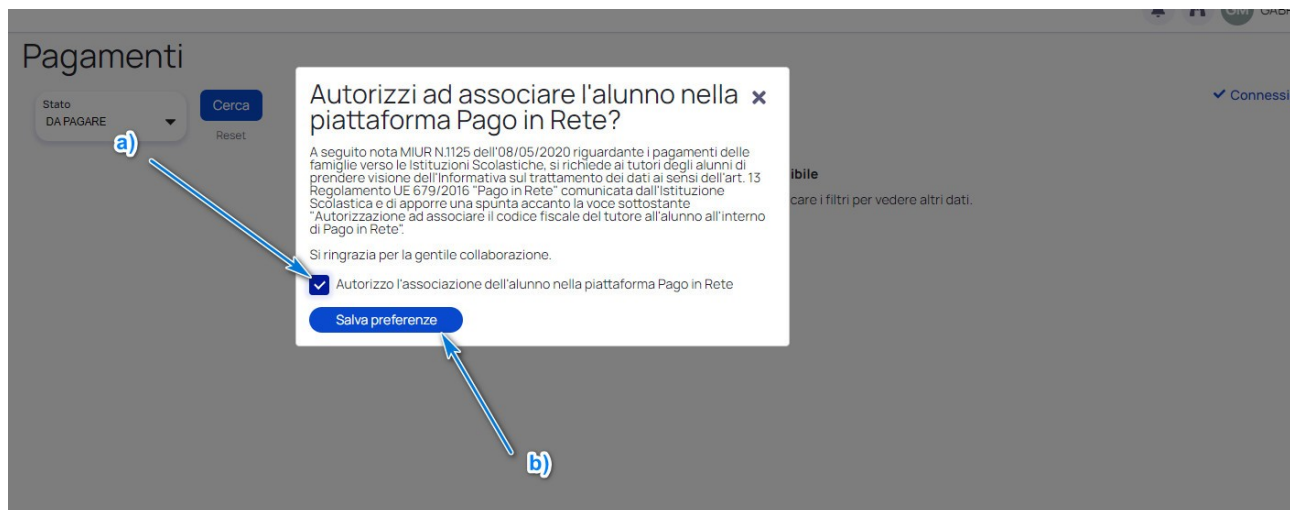 GM GABR
Pagamenti
Stato
DA PAGARE
Cerca
Reset
Connessi
ibile
care i filtri per vedere altri dati.
Autorizzi ad associare l'alunno nella
piattaforma Pago in Rete?
A seguito nota MIUR N.1125 dell'08/05/2020 riguardante i pagamenti delle
famiglie verso le Istituzioni Scolastiche, si richiede ai tutori degli alunni di
prendere visione dell'Informativa sul trattamento dei dati ai sensi dell'art. 13
Regolamento UE 679/2016 "Pago in Rete" comunicata dall'Istituzione
Scolastica e di apporre una spunta accanto la voce sottostante
"Autorizzazione ad associare il codice fiscale del tutore all'alunno all'interno
di Pago in Rete".
Si ringrazia per la gentile collaborazione.
a)
Autorizzo l'associazione dell'alunno nella piattaforma Pago in Rete
Salva preferenze
b)